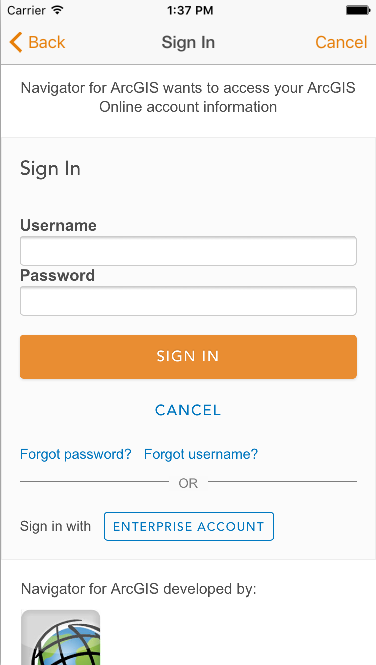 Carrier 1:37 PM
Back Sign In Cancel
Navigator for ArcGIS wants to access your ArcGIS
Online account information
Sign In
Username
Password
SIGN IN
CANCEL
Forgot password? Forgot username?
OR
Sign in with ENTERPRISE ACCOUNT
Navigator for ArcGIS developed by: